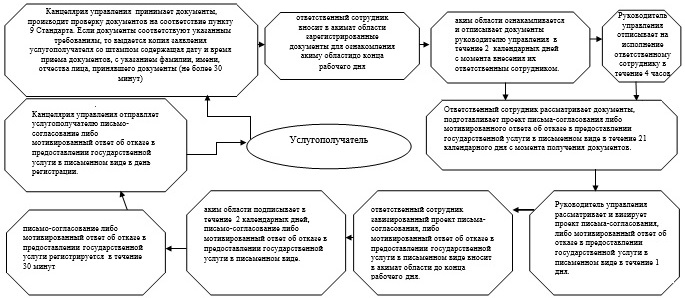 Канцелярия управления принимает документы,
производит проверку документы на соответствие пункту
9 Стандарта. Если документы соответствуют указанным
требованиям, то выдается копия заявления
услугополучателя со штампом содержащая дату и время
приема документов, с указанием фамилии, имени,
отчества лица, принявшего документы (не более 30
минут)
ответственный сотрудник
вносит в акимат области
зарегистрированные
документы для ознакомления
акиму областидо конца
рабочего дня
аким области ознакамливается
и отписывает документы
руководителю управления в
течение 2 календарных дней
с момента внесения их
ответственным сотрудником.
Руководитель
управления
отписывает на
исполнение
ответственному
сотруднику в
течение 4 часов
Ответственный сотрудник рассматривает документы,
подготавливает проект письма-согласования либо
мотивированного ответа об отказе в предоставлении
государственной услуги в письменном виде в течение 21
календарного дня с момента получения документов.
Руководитель управления
рассматривает и визирует
проект письма-согласования,
либо мотивированный ответ об
отказе в предоставлении
государственной услуги в
письменном виде в течение 1
дня.
ответственный сотрудник
завизированный проект письма-
согласования, либо
мотивированный ответ об отказе
в предоставлении
государственной услуги в
письменном виде вносит
в акимат области до конца
рабочего дня.
аким области подписывает в
течение 2 календарных дней,
письмо-согласование либо
мотивированный ответ об отказе
в предоставлении государственной
услуги в письменном виде.
письмо-согласование либо
мотивированный ответ об отказе в
предоставлении государственной
услуги регистрируется в течение
30 минут
.
Канцелярия управления отправляет
услугополучателю письмо-
согласование либо
мотивированный ответ об отказе в
предоставлении государственной
услуги в письменном виде в день
регистрации.
Услугополучатель